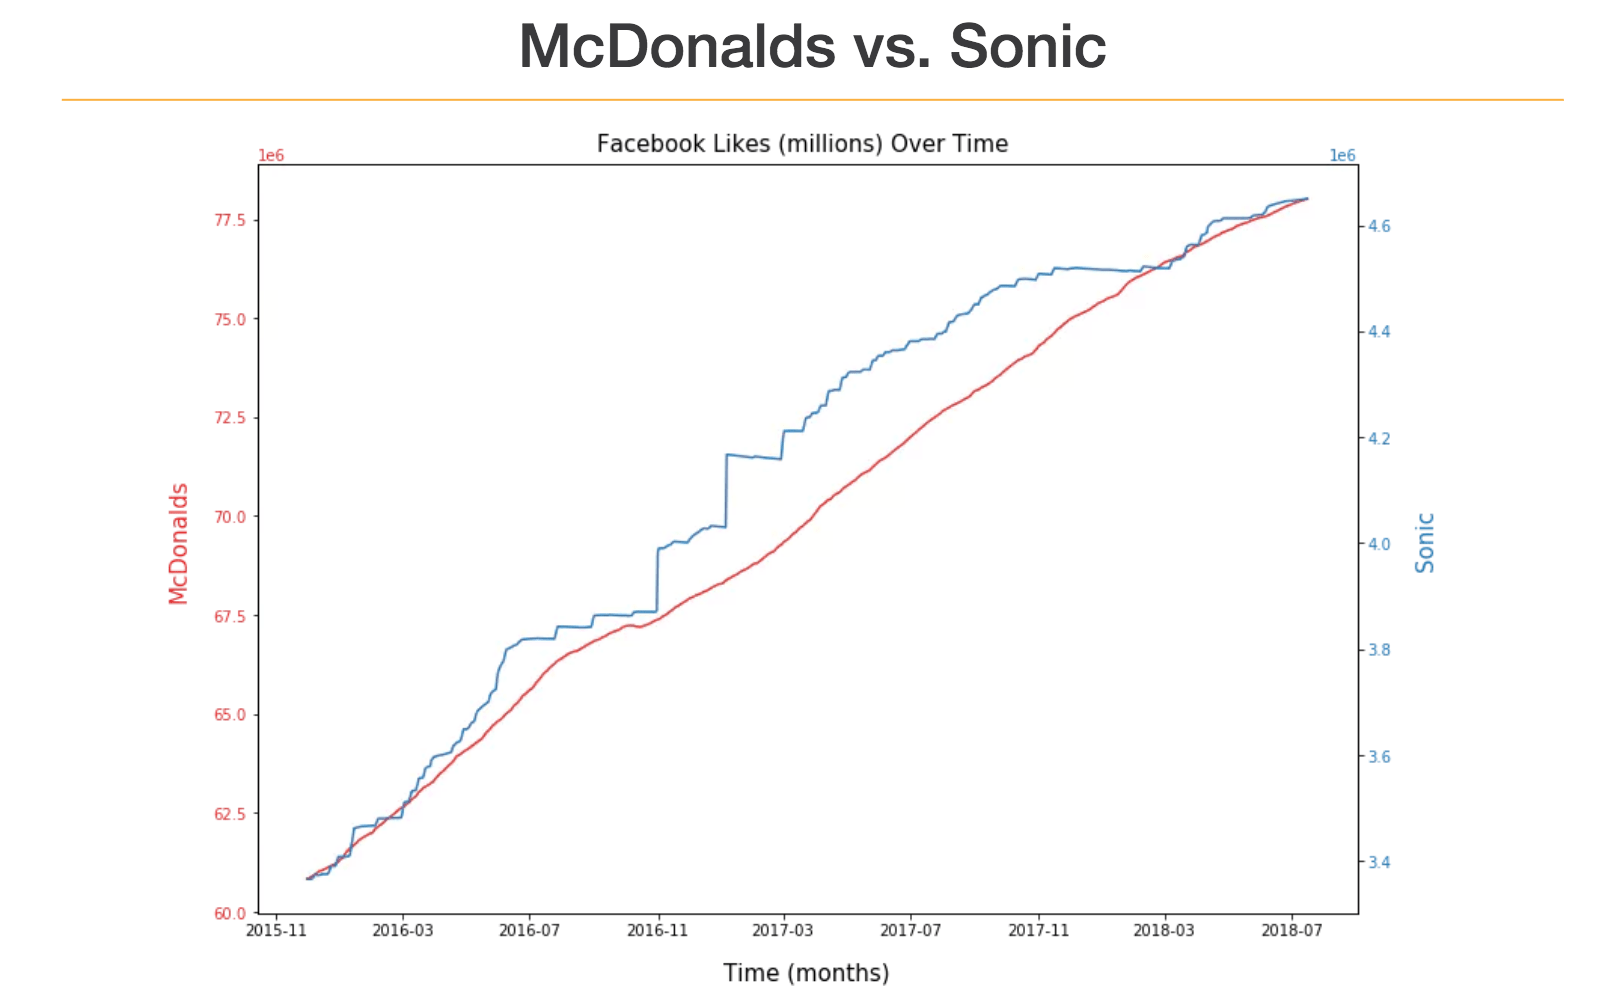 McDonalds vs. Sonic
Facebook Likes (millions) Over Time
1e6
1e6
77.5
75.0
72.5
70.0
67.5
65.0
62.5
60.0
McDonalds
4.6
4.4
4.2
4.0
3.8
3.6
3.4
Sonic
2015-11 2016-03 2016-07 2016-11 2017-03 2017-07 2017-11 2018-03 2018-07
Time (months)